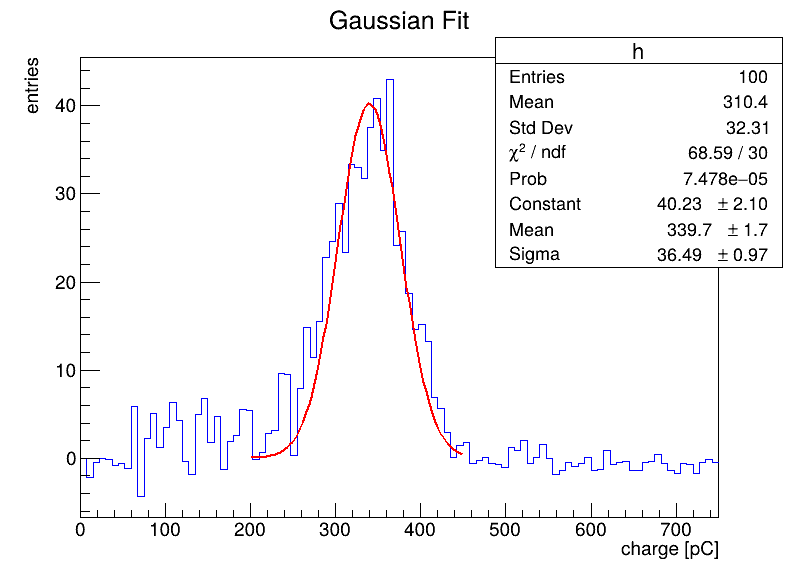 Gaussian Fit
h
Entries 100
Mean 310.4
Std Dev 32.31
χ² / ndf 68.59 / 30
Prob 7.478e−05
Constant 40.23 ± 2.10
Mean 339.7 ± 1.7
Sigma 36.49 ± 0.97
entries
40
30
20
10
0
0 100 200 300 400 500 600 700
charge [pC]